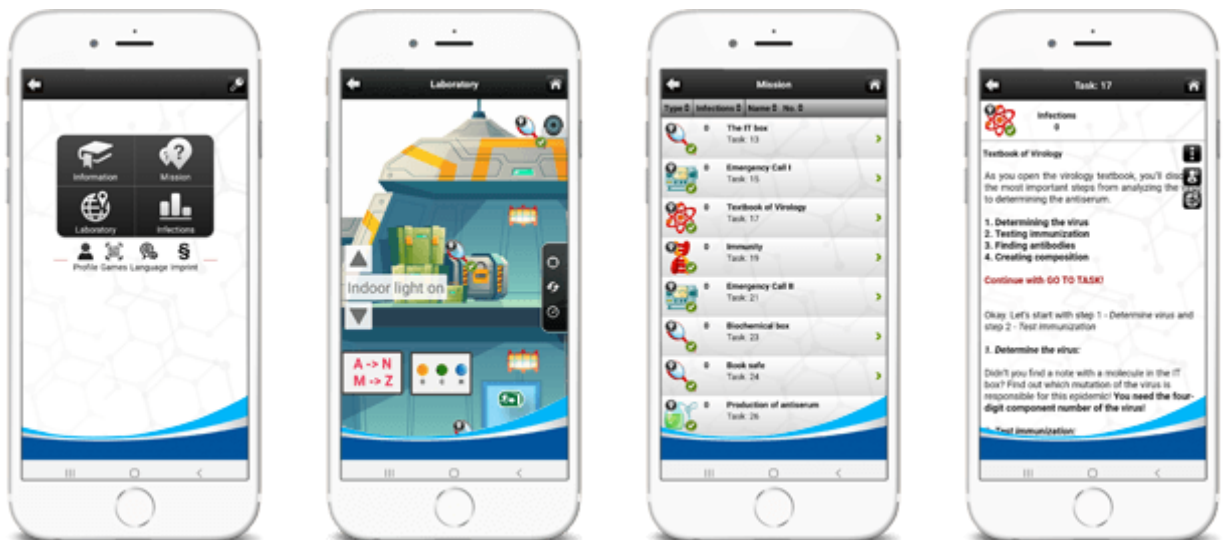 Information
Mission
Laboratory
Infections
Profile Games Language Imprint
§
Laboratory
Indoor light on
A -> N
M -> Z
Mission
Type Infections Name No.
0 The IT box
Task: 13
0 Emergency Call I
Task: 15
0 Textbook of Virology
Task: 17
0 Immunity
Task: 19
0 Emergency Call II
Task: 21
0 Biochemical box
Task: 23
0 Book safe
Task: 24
0 Production of antiserum
Task: 26
Task: 17
Infections
0
Textbook of Virology
As you open the virology textbook, you'll
the most important steps from analyzing the
to determining the antiserum.
1. Determining the virus
2. Testing immunization
3. Finding antibodies
4. Creating composition
Continue with GO TO TASK!
Okay. Let's start with step 1 - Determine virus and
step 2 - Test immunization
1. Determine the virus:
Didn't you find a note with a molecule in the IT
box? Find out which mutation of the virus is
responsible for this epidemic! You need the four-
digit component number of the virus!
Test immunization: